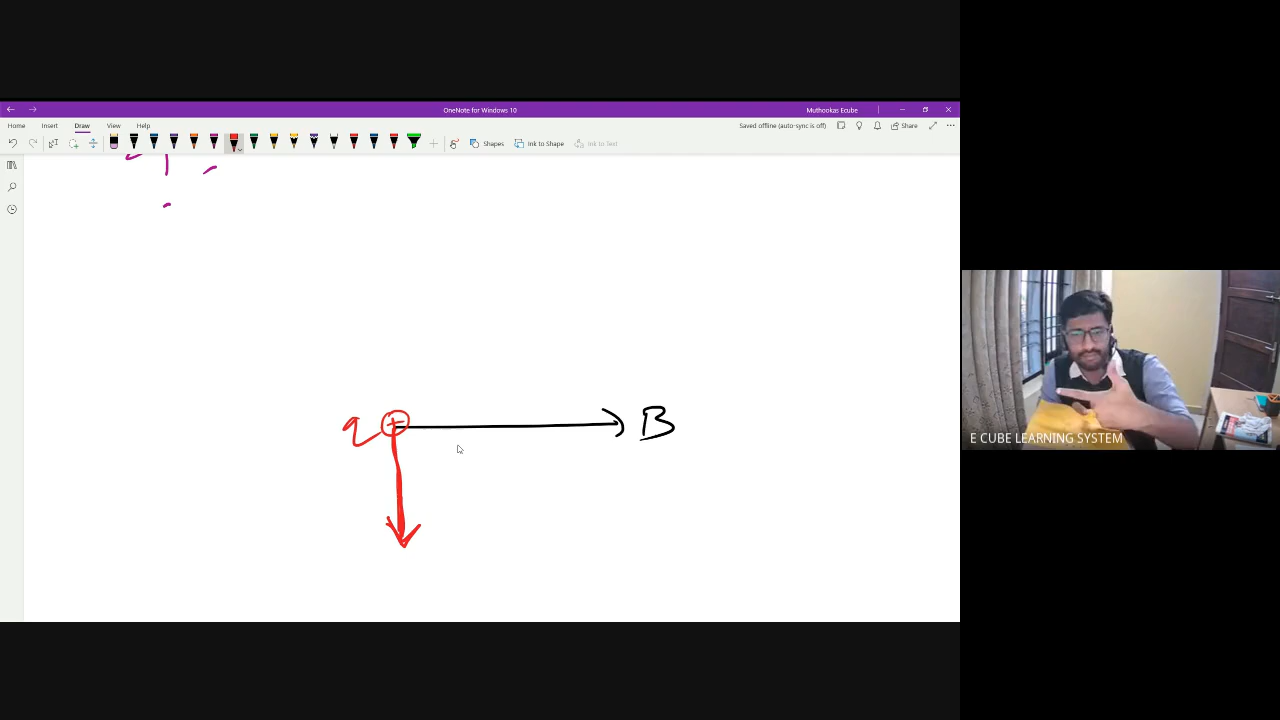 OneNote for Windows 10
Muthookas Ecube
Home Insert Draw View Help
Saved offline (auto-sync is off)
Share
Shapes
Ink to Shape
Ink to Text
q + B
E CUBE LEARNING SYSTEM